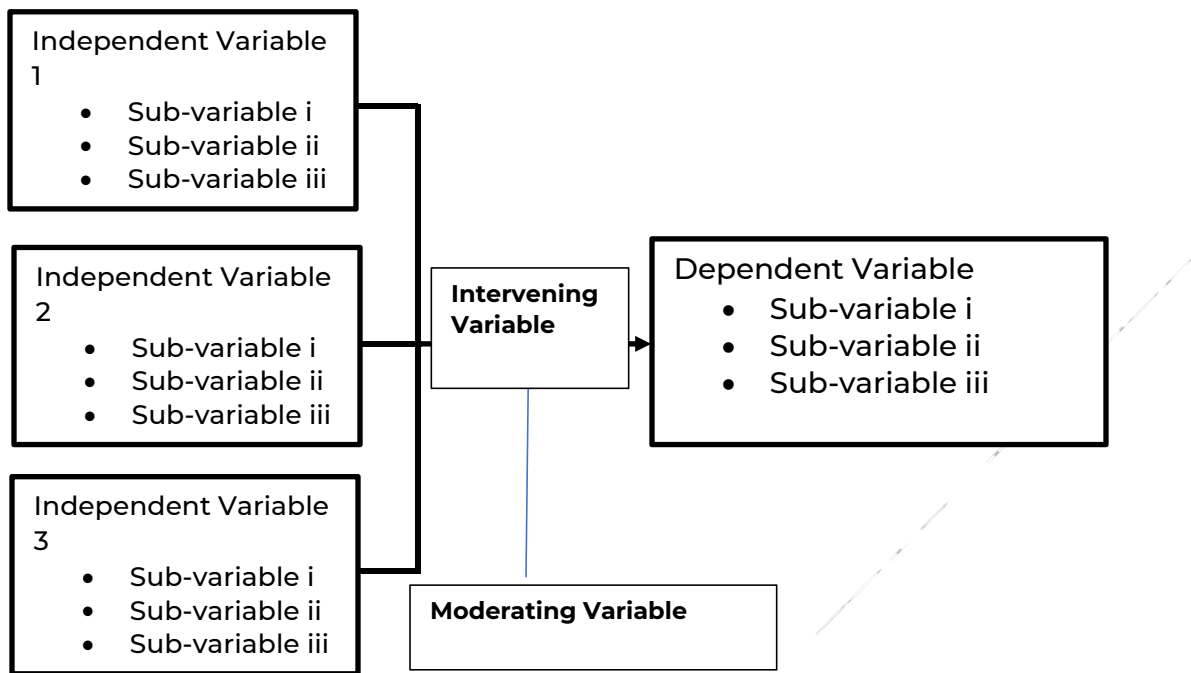 Independent Variable
1
• Sub-variable i
• Sub-variable ii
• Sub-variable iii
Independent Variable
2
• Sub-variable i
• Sub-variable ii
• Sub-variable iii
Independent Variable
3
• Sub-variable i
• Sub-variable ii
• Sub-variable iii
Intervening
Variable
Moderating Variable
Dependent Variable
• Sub-variable i
• Sub-variable ii
• Sub-variable iii